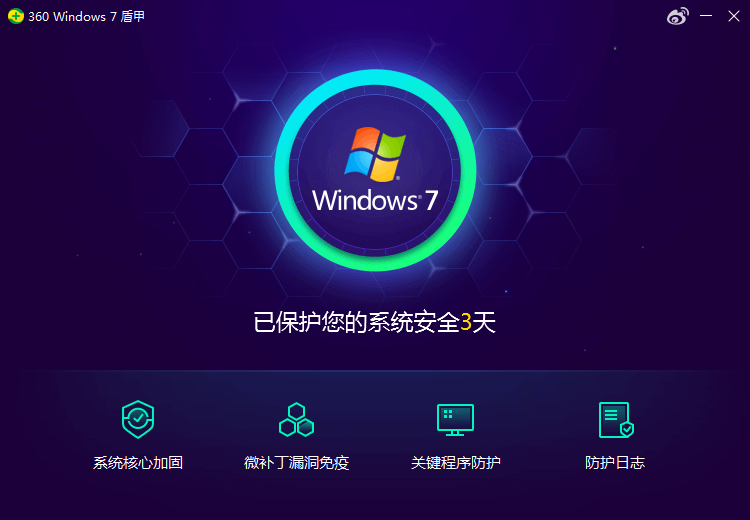 360 Windows 7 盾甲
Windows® 7
已保护您的系统安全3天
系统核心加固
微补丁漏洞免疫
关键程序防护
防护日志